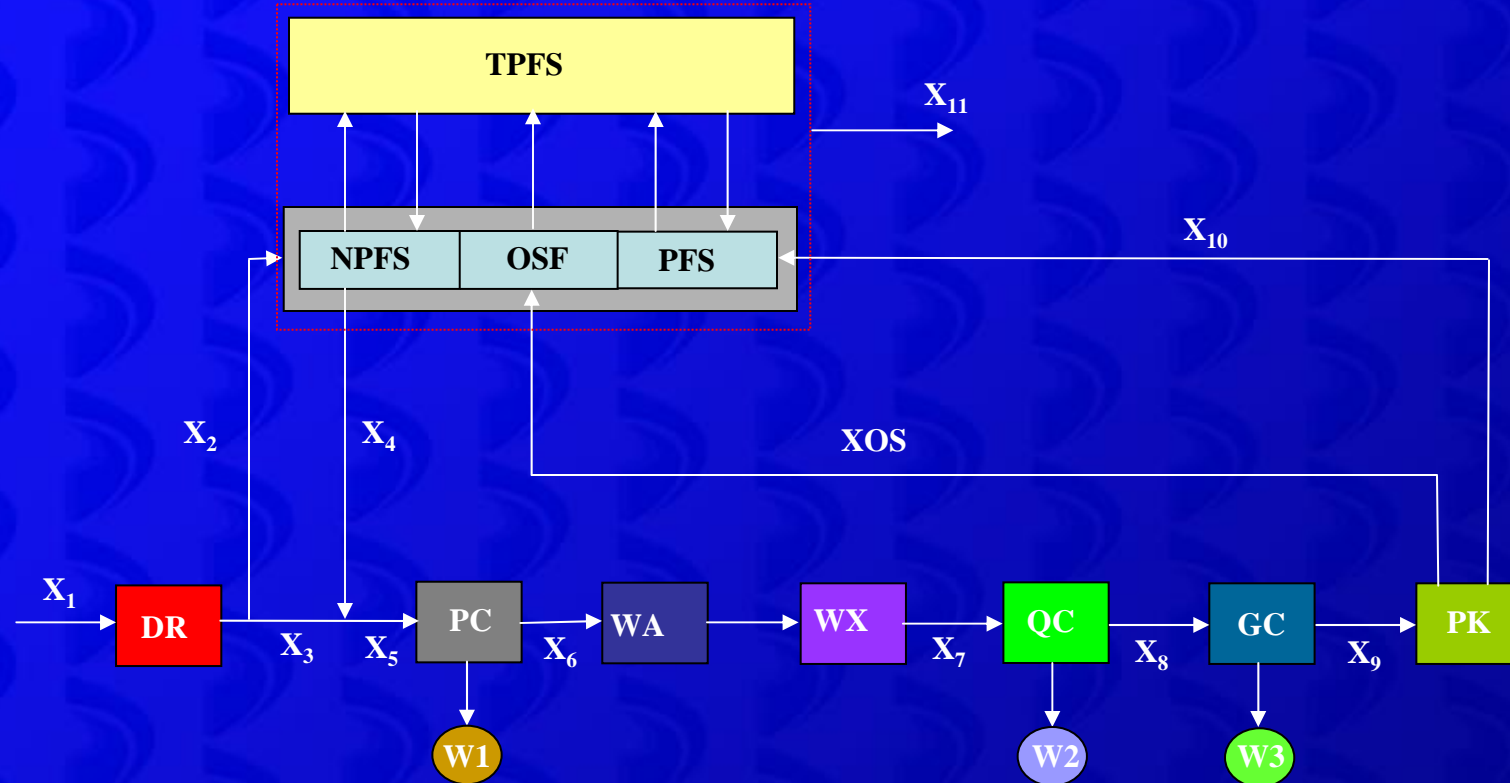 TPFS
X₁₁
NPFS OSF PFS
X₁₀
X₂
X₄
XOS
X₁
DR
X₃
X₅
PC
X₆
WA
WX
X₇
QC
X₈
GC
X₉
PK
W1
W2
W3